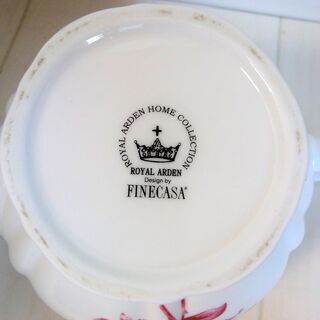 ROYAL ARDEN HOME COLLECTION
ROYAL ARDEN
Design by
FINECASA®